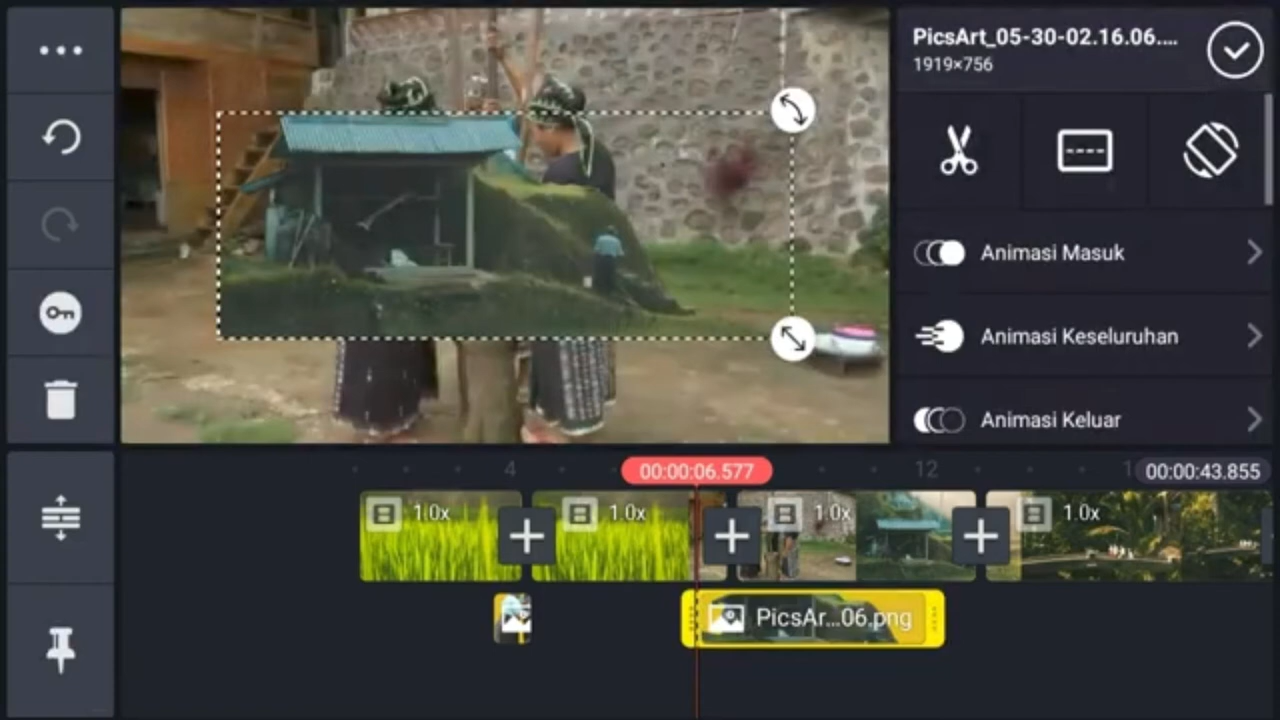 PicsArt_05-30-02.16.06....
1919×756
Animasi Masuk
Animasi Keseluruhan
Animasi Keluar
4
00:00:06.577
12
1
00:00:43.855
1.0x
1.0x
1.0x
1.0x
PicsAr...06.png